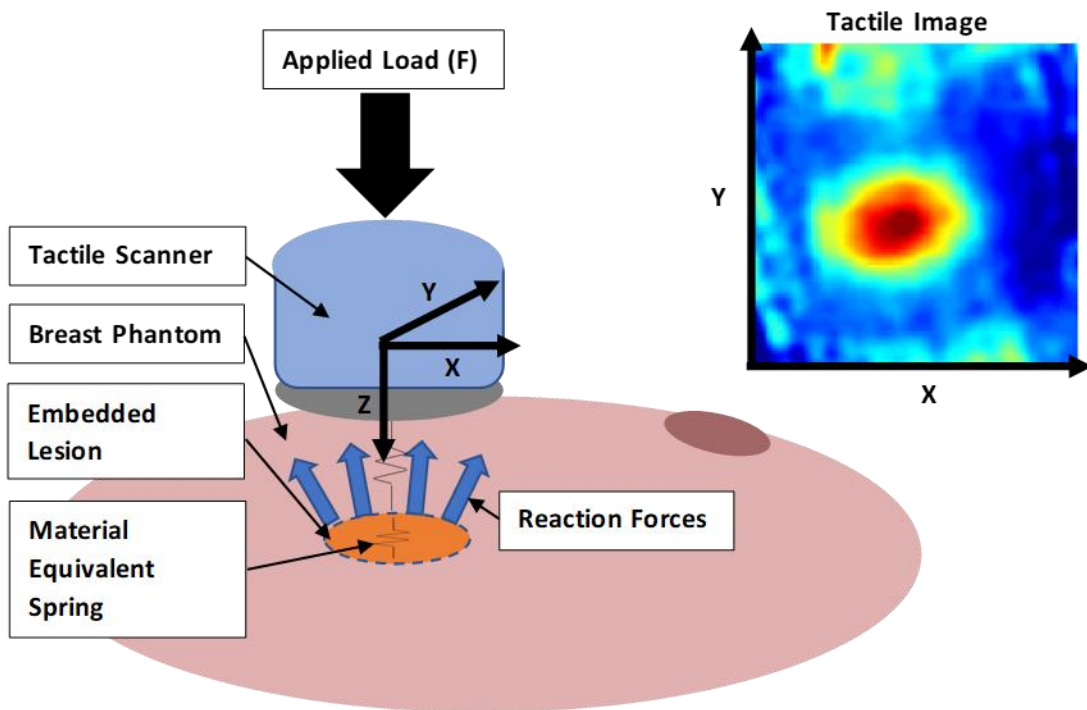 Tactile Image
Applied Load (F)
Y
Tactile Scanner
Y
Breast Phantom
X
X
Z
Embedded
Lesion
Reaction Forces
Material
Equivalent
Spring